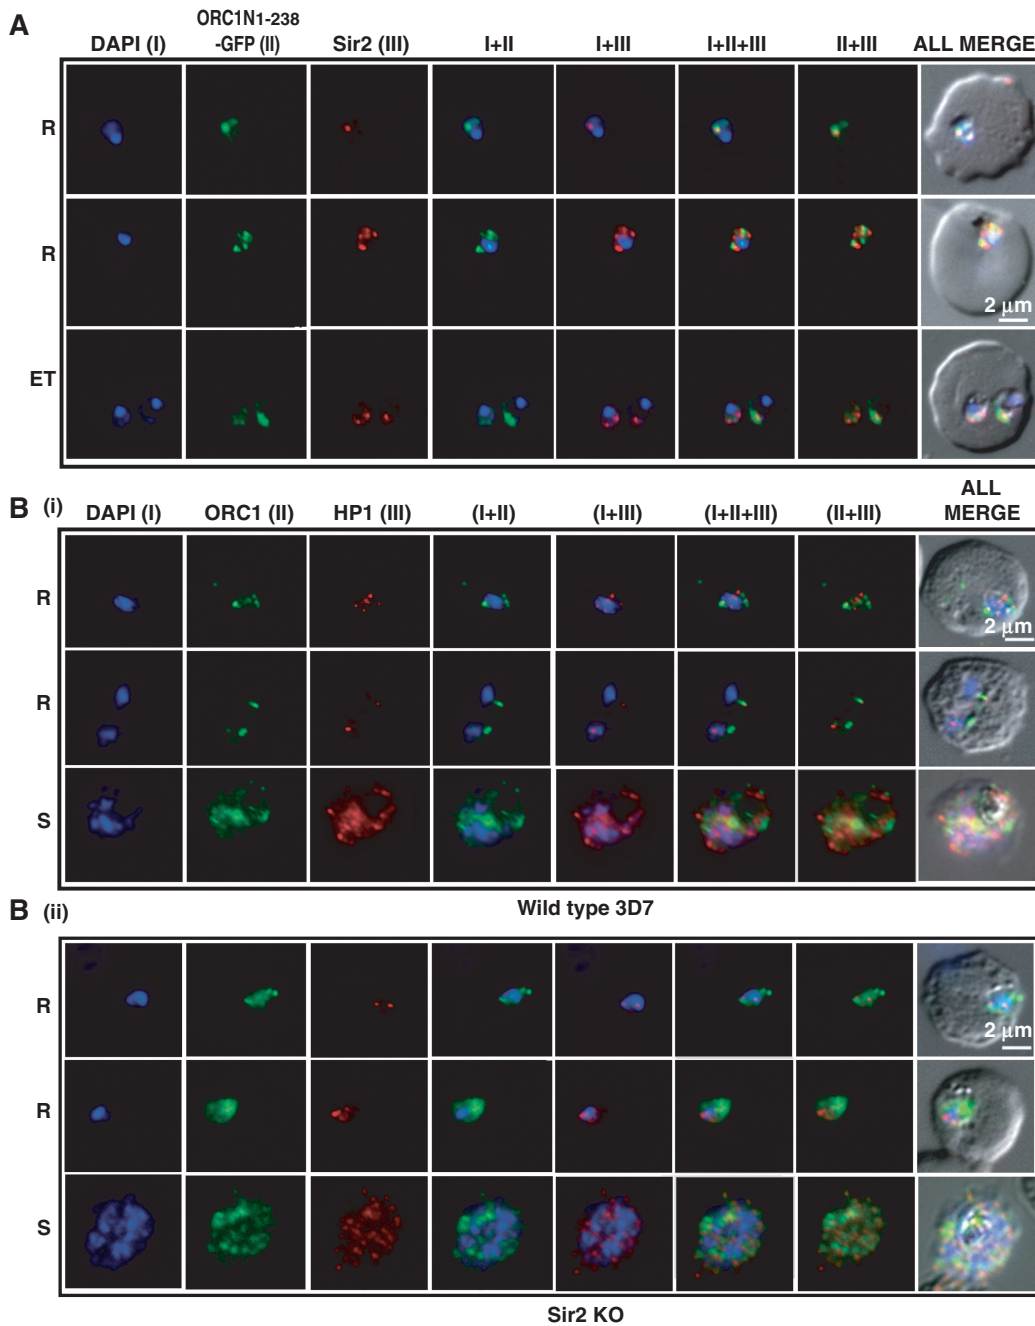 A
DAPI (I) ORC1N1-238 -GFP (II) Sir2 (III) I+II I+III I+II+III II+III ALL MERGE
R
R
2 μm
ET
B (i)
DAPI (I) ORC1 (II) HP1 (III) (I+II) (I+III) (I+II+III) (II+III) ALL MERGE
R
2 μm
R
S
Wild type 3D7
B (ii)
R
2 μm
R
S
Sir2 KO